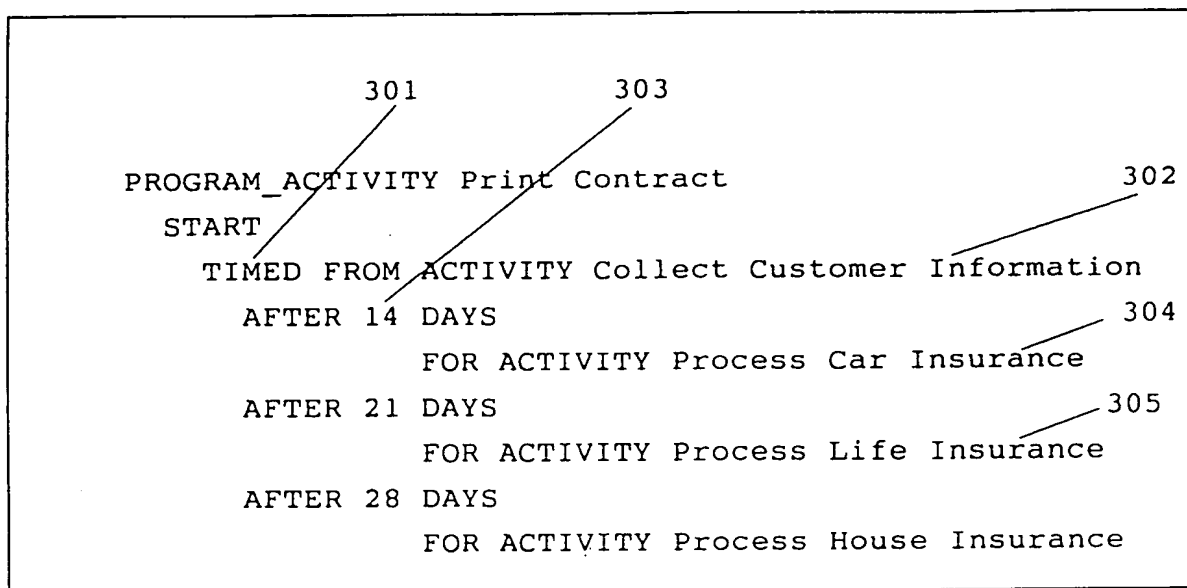 301 303
PROGRAM_ACTIVITY Print Contract 302
START
TIMED FROM ACTIVITY Collect Customer Information
AFTER 14 DAYS 304
FOR ACTIVITY Process Car Insurance
AFTER 21 DAYS 305
FOR ACTIVITY Process Life Insurance
AFTER 28 DAYS
FOR ACTIVITY Process House Insurance